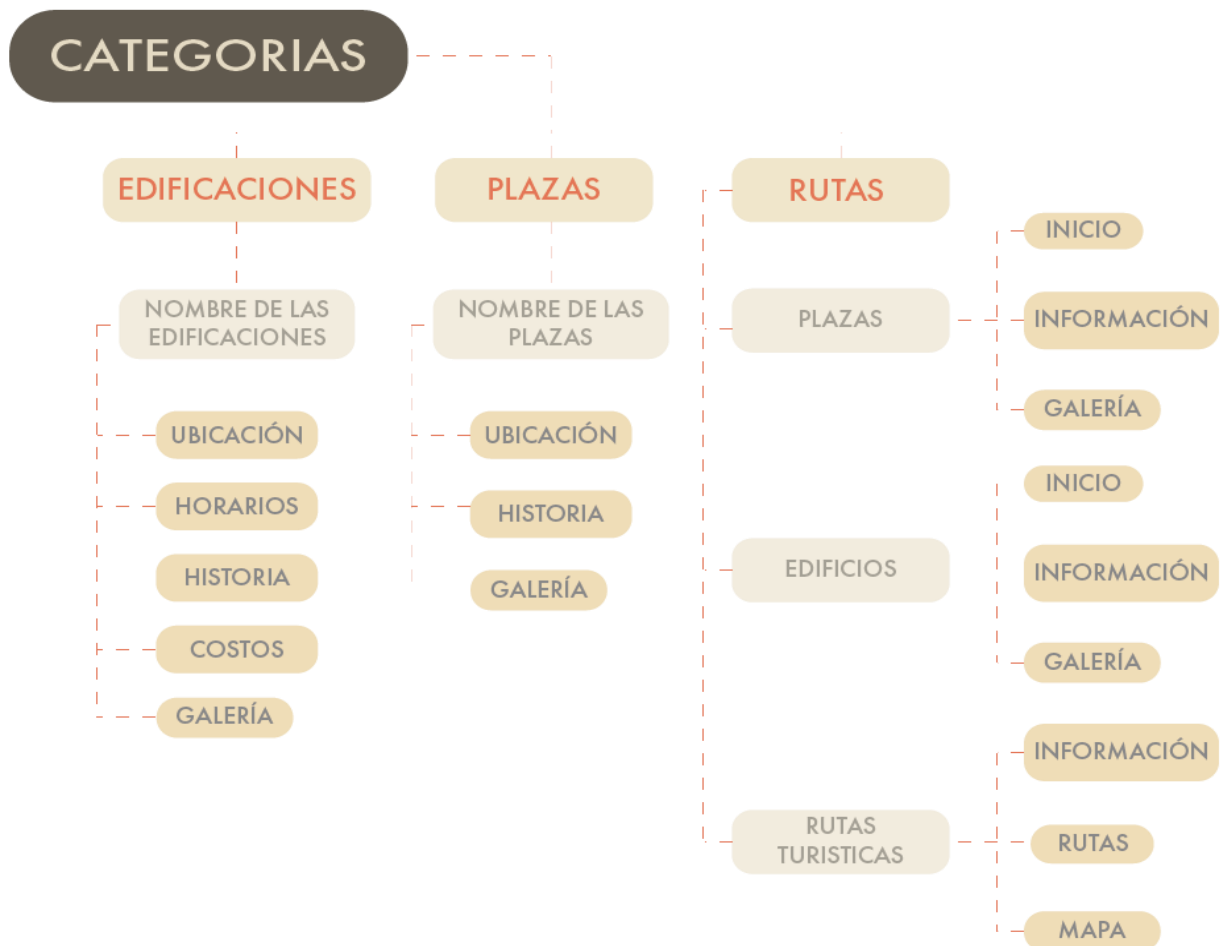 CATEGORIAS
EDIFICACIONES
NOMBRE DE LAS
EDIFICACIONES
UBICACIÓN
HORARIOS
HISTORIA
COSTOS
GALERÍA
PLAZAS
NOMBRE DE LAS
PLAZAS
UBICACIÓN
HISTORIA
GALERÍA
RUTAS
PLAZAS
INICIO
INFORMACIÓN
GALERÍA
EDIFICIOS
INICIO
INFORMACIÓN
GALERÍA
RUTAS
TURISTICAS
INFORMACIÓN
RUTAS
MAPA